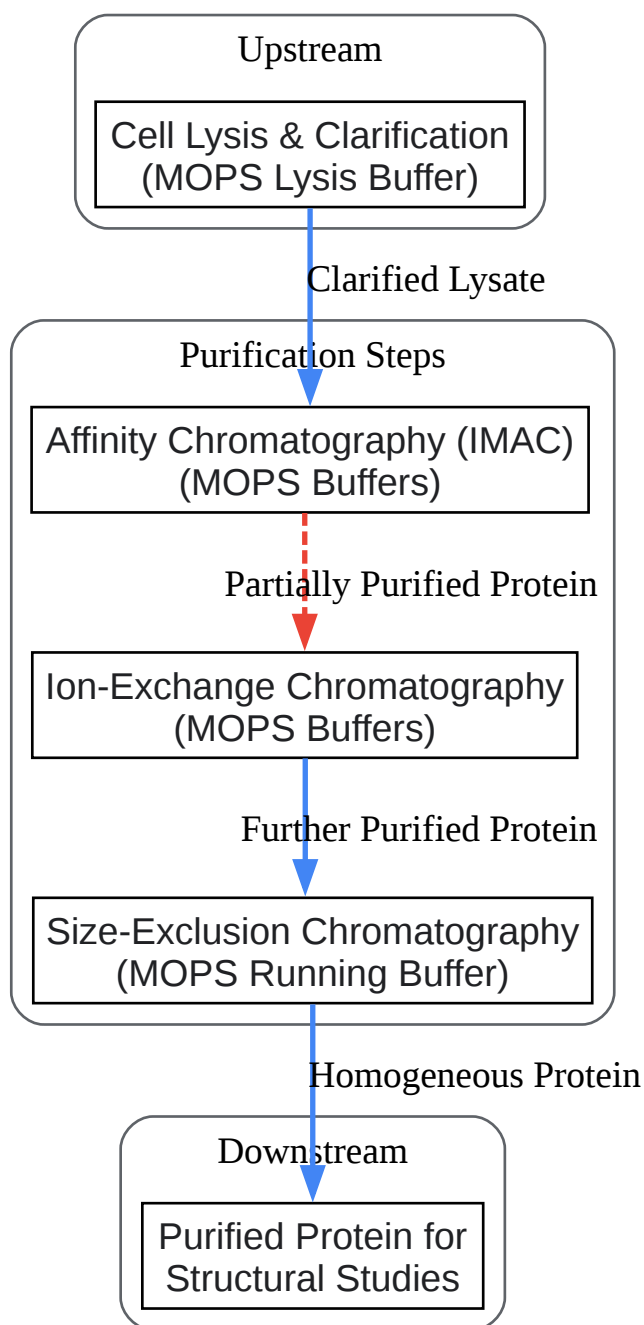 Upstream
Cell Lysis & Clarification
(MOPS Lysis Buffer)
Clarified Lysate
Purification Steps
Affinity Chromatography (IMAC)
(MOPS Buffers)
Partially Purified Protein
Ion-Exchange Chromatography
(MOPS Buffers)
Further Purified Protein
Size-Exclusion Chromatography
(MOPS Running Buffer)
Homogeneous Protein
Downstream
Purified Protein for
Structural Studies